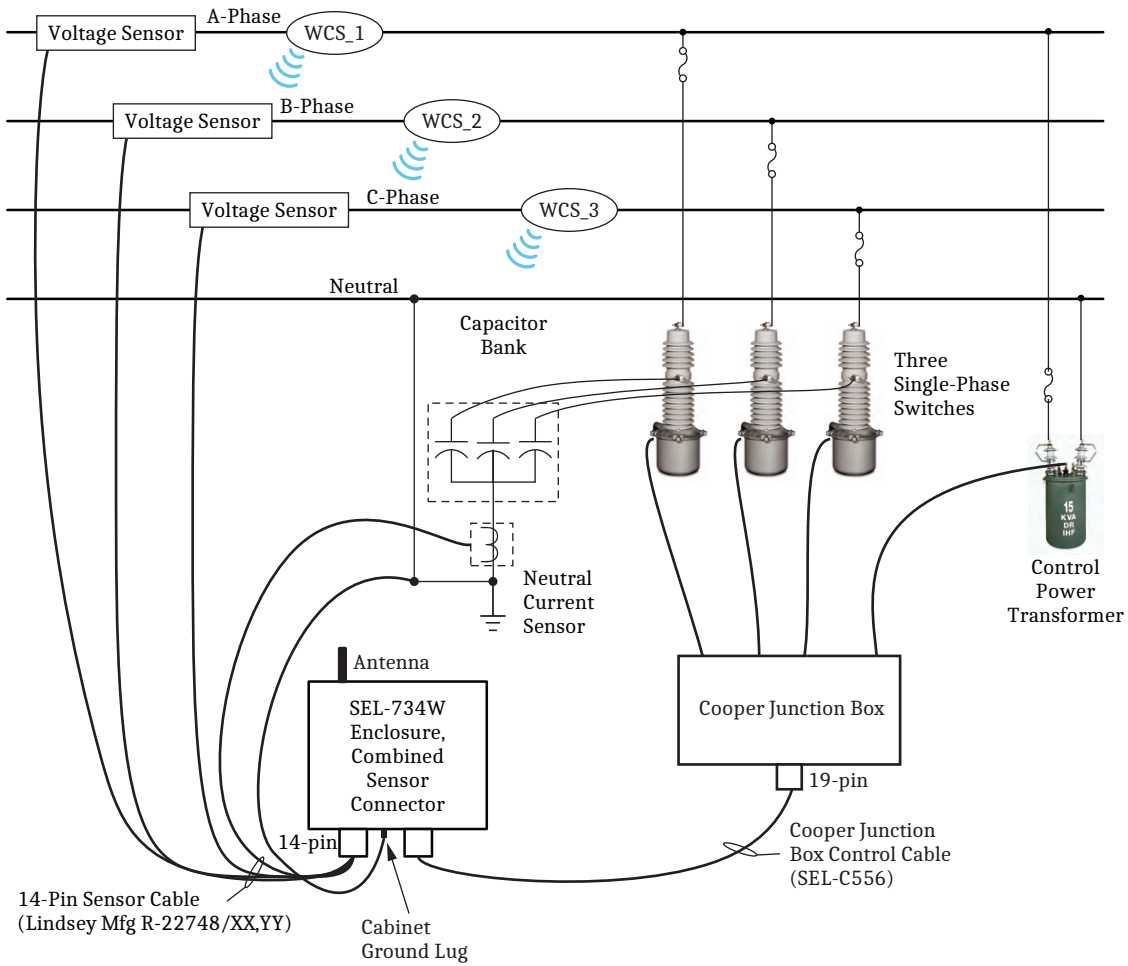 A-Phase
Voltage Sensor
WCS_1
B-Phase
Voltage Sensor
WCS_2
C-Phase
Voltage Sensor
WCS_3
Neutral
Capacitor
Bank
Three
Single-Phase
Switches
15
KVA
DR
IHF
Control
Power
Transformer
Neutral
Current
Sensor
Antenna
SEL-734W
Enclosure,
Combined
Sensor
Connector
Cooper Junction Box
19-pin
14-pin
Cooper Junction
Box Control Cable
(SEL-C556)
14-Pin Sensor Cable
(Lindsey Mfg R-22748/XX,YY)
Cabinet
Ground Lug